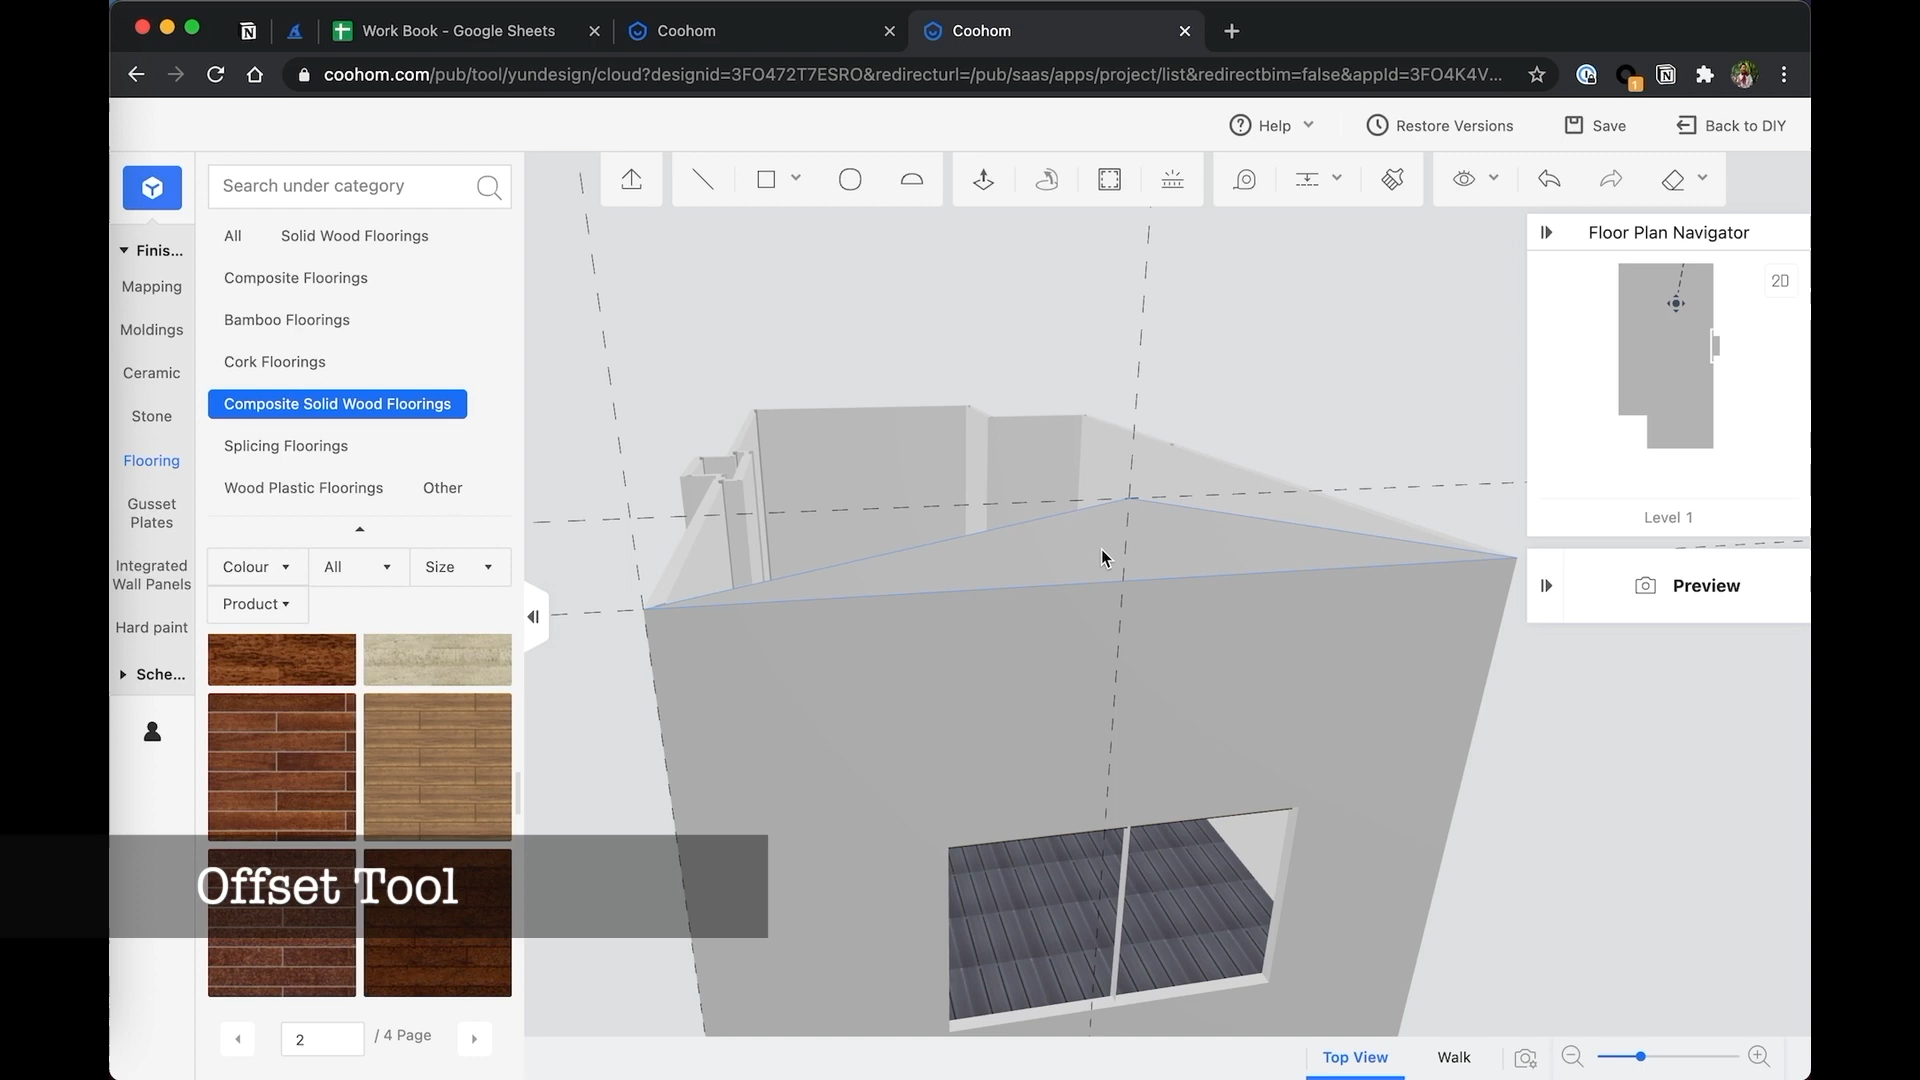 Work Book - Google Sheets
Coohom
Coohom
coohom.com/pub/tool/yundesign/cloud?designid=3FO472T7ESRO&redirecturl=/pub/saas/apps/project/list&redirectbim=false&appId=3FO4K4V...
1
Help
Restore Versions
Save
Back to DIY
Search under category
All
Solid Wood Floorings
Composite Floorings
Bamboo Floorings
Cork Floorings
Composite Solid Wood Floorings
Splicing Floorings
Wood Plastic Floorings
Other
Finis...
Mapping
Moldings
Ceramic
Stone
Flooring
Gusset
Plates
Integrated
Wall Panels
Hard paint
Sche...
Colour
All
Size
Product
Offset Tool
2
/ 4 Page
Floor Plan Navigator
2D
Level 1
Preview
Top View
Walk